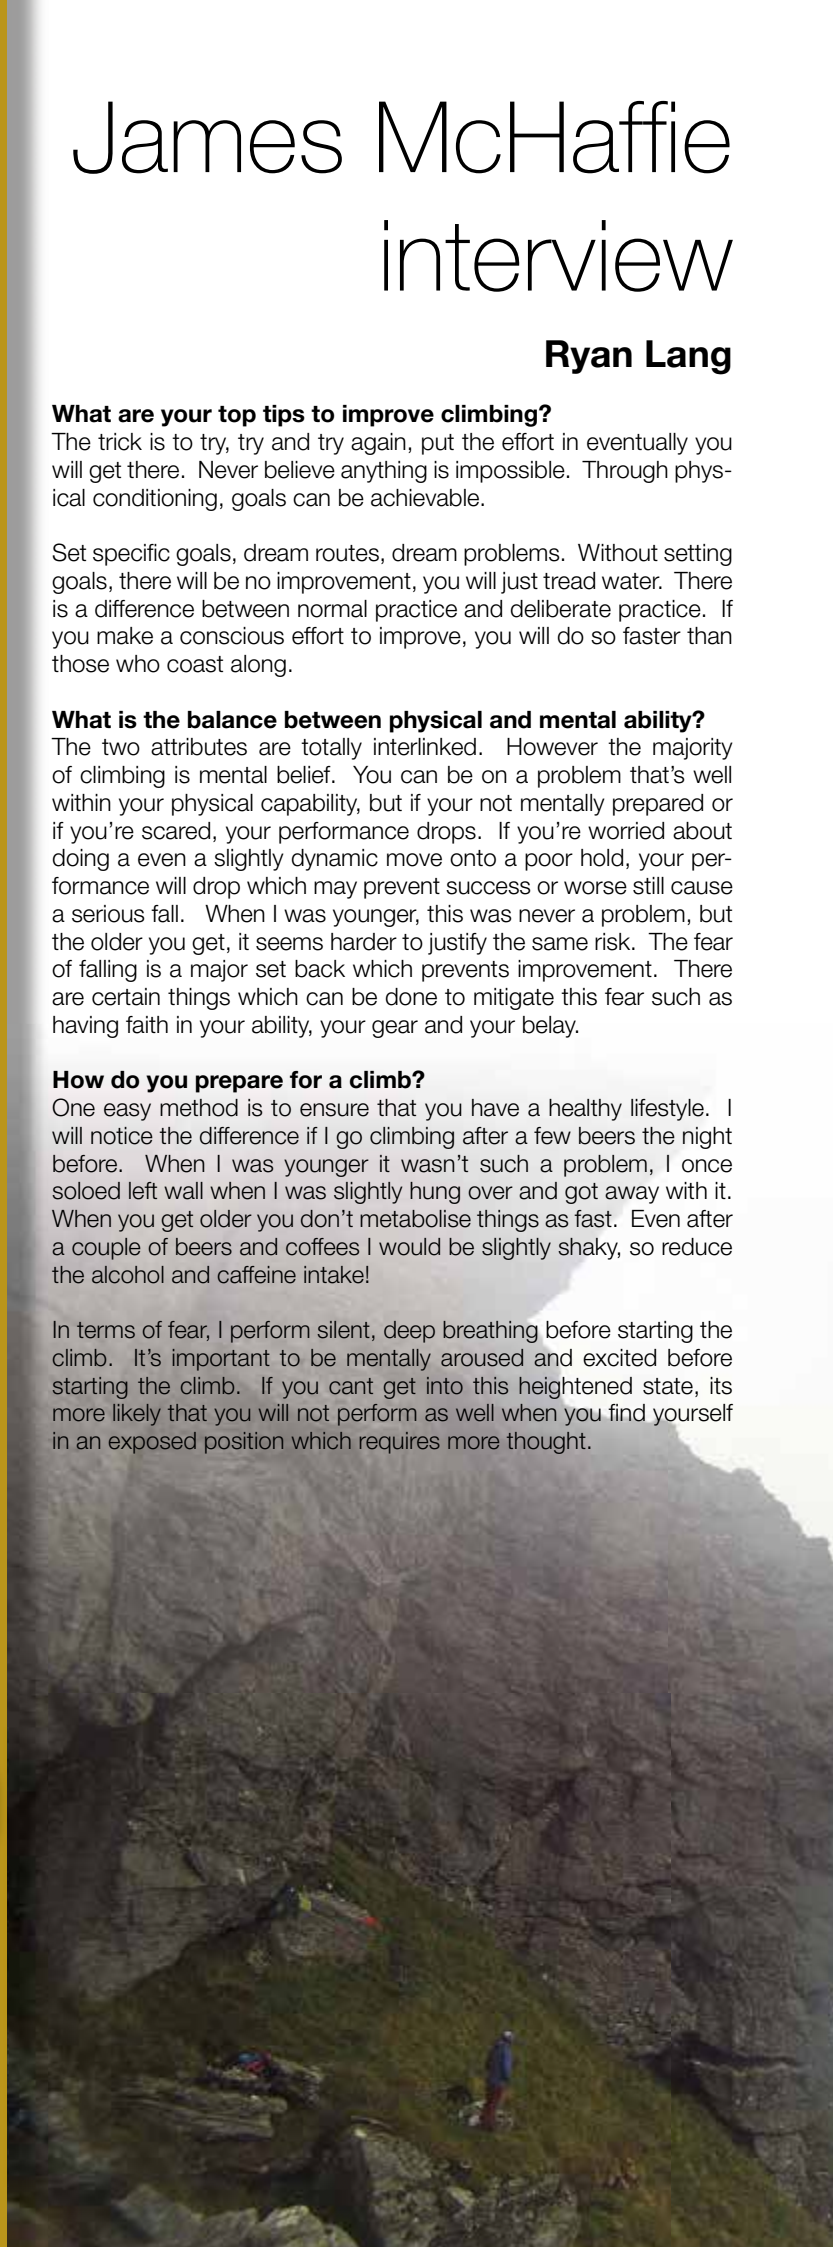 James McHaffie
interview
Ryan Lang
What are your top tips to improve climbing?
The trick is to try, try and try again, put the effort in eventually you
will get there.  Never believe anything is impossible.  Through phys-
ical conditioning, goals can be achievable.
Set specific goals, dream routes, dream problems.  Without setting
goals, there will be no improvement, you will just tread water.  There
is a difference between normal practice and deliberate practice.  If
you make a conscious effort to improve, you will do so faster than
those who coast along.
What is the balance between physical and mental ability?
The two attributes are totally interlinked.  However the majority
of climbing is mental belief.  You can be on a problem that's well
within your physical capability, but if your not mentally prepared or
if you're scared, your performance drops.  If you're worried about
doing a even a slightly dynamic move onto a poor hold, your per-
formance will drop which may prevent success or worse still cause
a serious fall.   When I was younger, this was never a problem, but
the older you get, it seems harder to justify the same risk.  The fear
of falling is a major set back which prevents improvement.  There
are certain things which can be done to mitigate this fear such as
having faith in your ability, your gear and your belay.
How do you prepare for a climb?
One easy method is to ensure that you have a healthy lifestyle.  I
will notice the difference if I go climbing after a few beers the night
before.  When I was younger it wasn't such a problem, I once
soloed left wall when I was slightly hung over and got away with it.
When you get older you don't metabolise things as fast.  Even after
a couple of beers and coffees I would be slightly shaky, so reduce
the alcohol and caffeine intake!
In terms of fear, I perform silent, deep breathing before starting the
climb.  It's important to be mentally aroused and excited before
starting the climb.  If you cant get into this heightened state, its
more likely that you will not perform as well when you find yourself
in an exposed position which requires more thought.